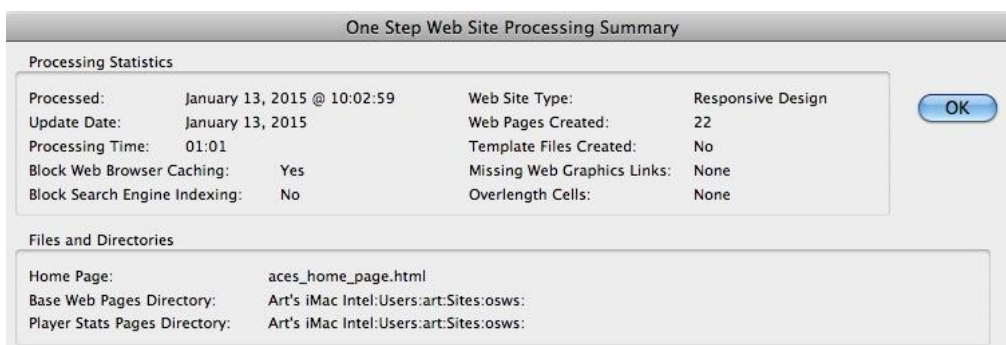 One Step Web Site Processing Summary
Processing Statistics
Processed: January 13, 2015 @ 10:02:59 Web Site Type: Responsive Design
OK
Update Date: January 13, 2015 Web Pages Created: 22
Processing Time: 01:01 Template Files Created: No
Block Web Browser Caching: Yes Missing Web Graphics Links: None
Block Search Engine Indexing: No Overlength Cells: None
Files and Directories
Home Page: aces_home_page.html
Base Web Pages Directory: Art's iMac Intel:Users:art:Sites:osws:
Player Stats Pages Directory: Art's iMac Intel:Users:art:Sites:osws: